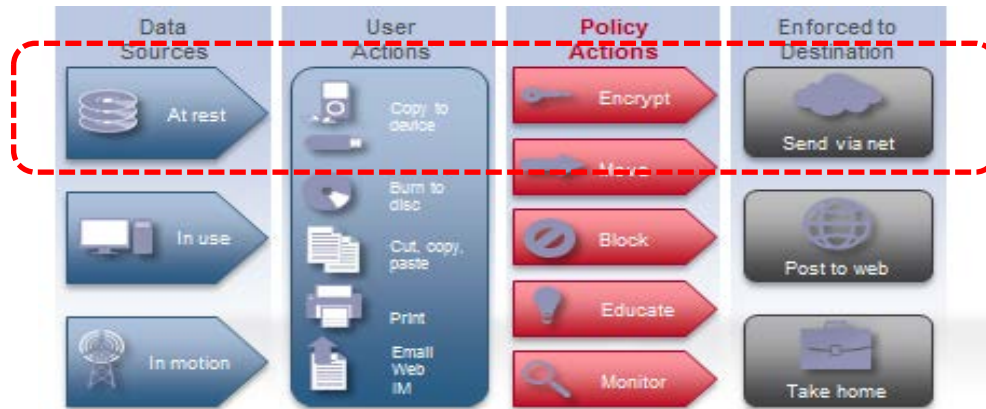 Data
Sources
User
Actions
Policy
Actions
Enforced to
Destination
At rest
In use
In motion
Copy to
device
Burn to
disc
Cut, copy,
paste
Print
Email
Web
IM
Encrypt
Move
Block
Educate
Monitor
Send via net
Post to web
Take home